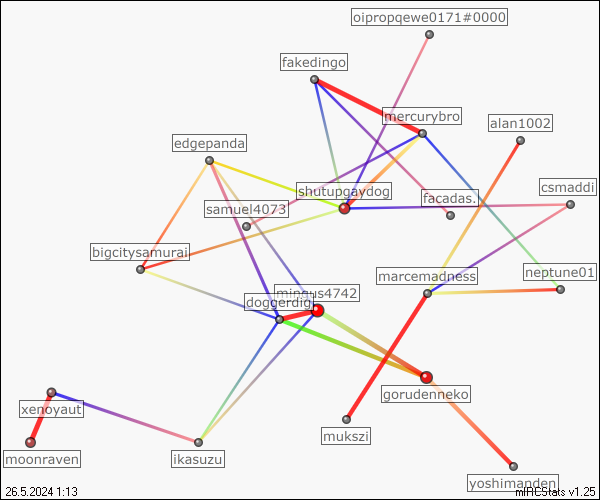 oipropqewe0171#0000
fakedingo
mercurybro
alan1002
edgepanda
shutupgaydog
csmaddi
samuel4073
facadas.
bigcitysamurai
neptune01
marcemadness
mingus4742
doggerdig
gorudenneko
xenoyaut
mukszi
moonraven
ikasuzu
yoshimanden
26.5.2024 1:13
mIRCStats v1.25